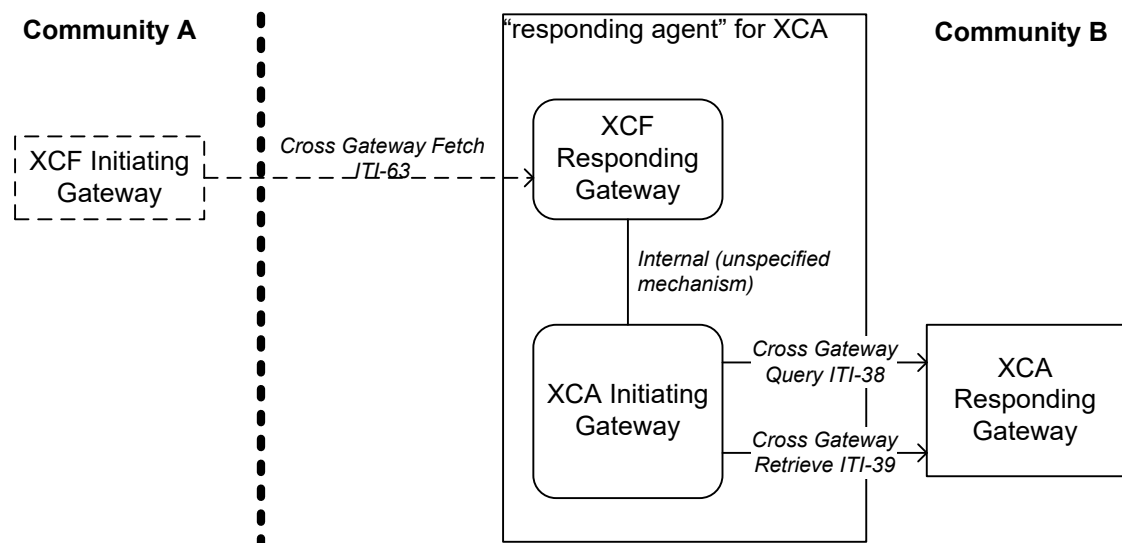 Community A
“responding agent” for XCA
Community B
XCF Initiating
Gateway
Cross Gateway Fetch
ITI-63
XCF
Responding
Gateway
Internal (unspecified
mechanism)
XCA Initiating
Gateway
Cross Gateway
Query ITI-38
Cross Gateway
Retrieve ITI-39
XCA
Responding
Gateway